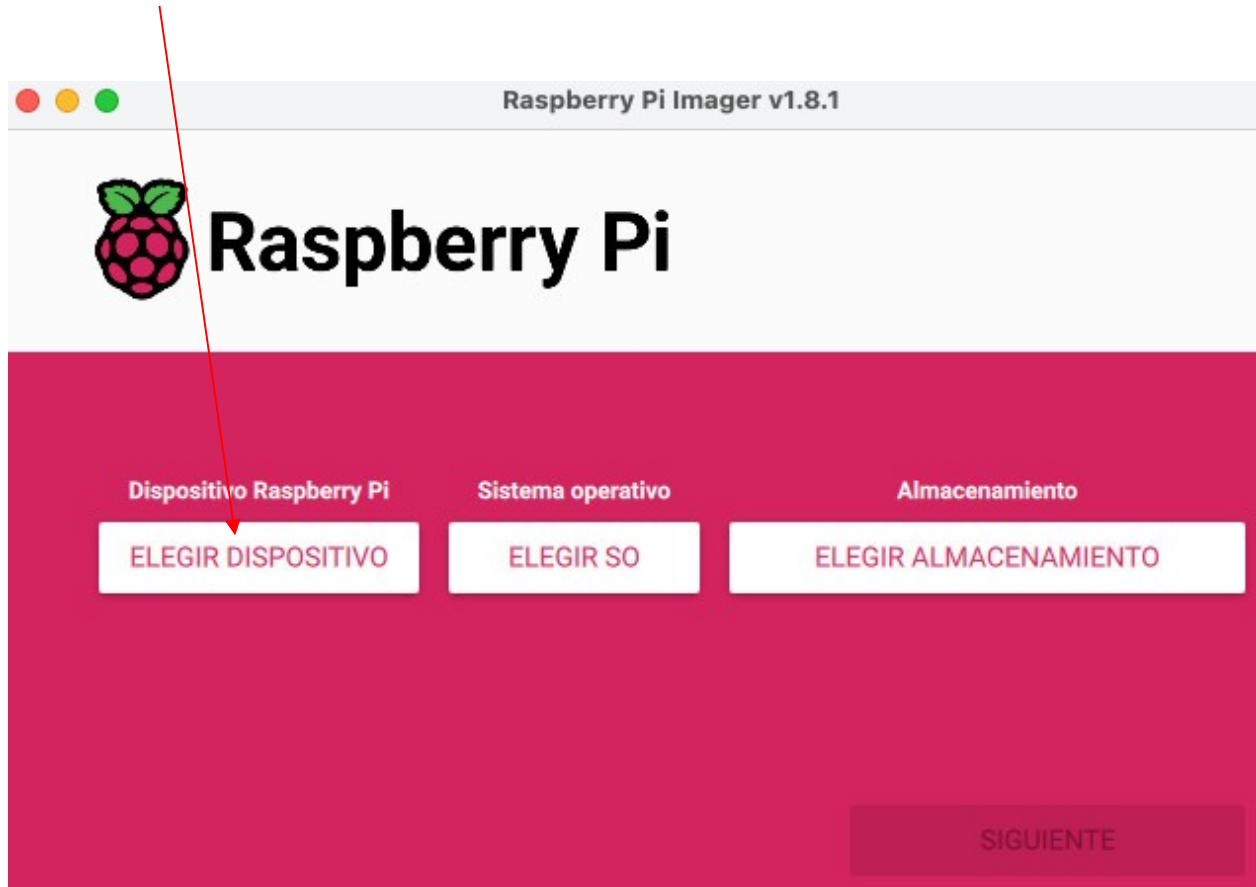 Raspberry Pi Imager v1.8.1
Raspberry Pi
Dispositivo Raspberry Pi
Sistema operativo
Almacenamiento
ELEGIR DISPOSITIVO
ELEGIR SO
ELEGIR ALMACENAMIENTO
SIGUIENTE